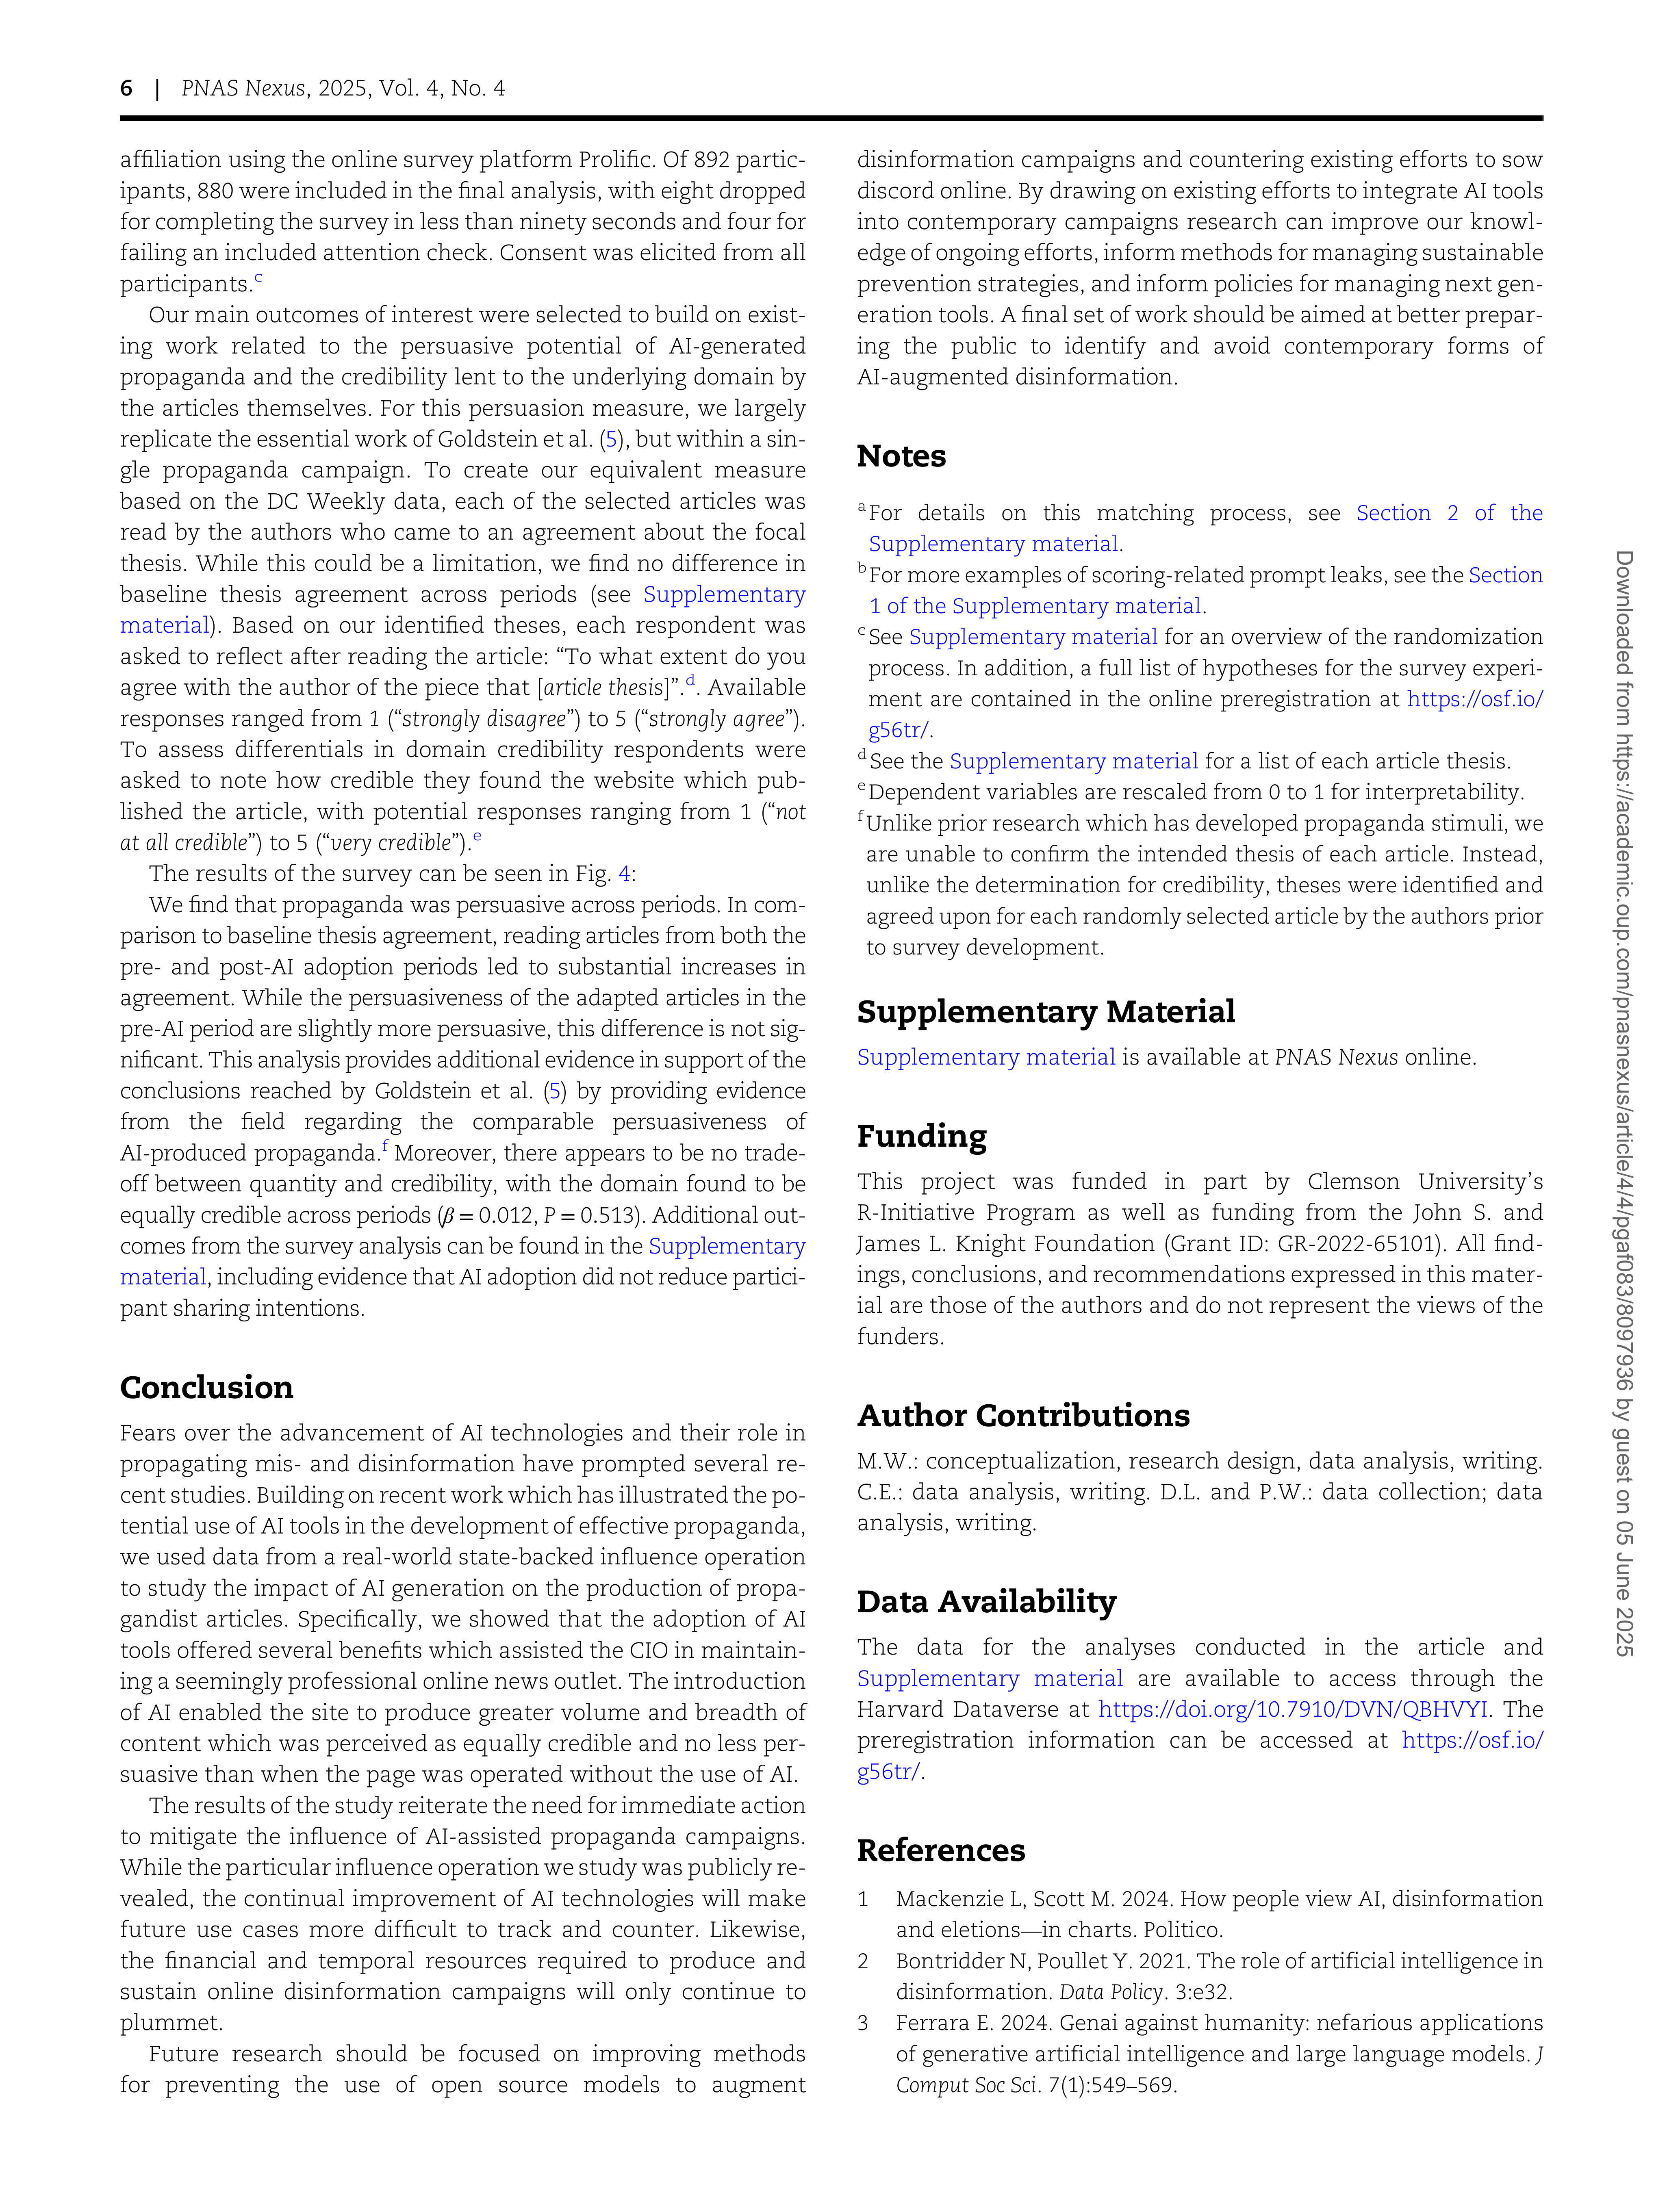 6 | PNAS Nexus, 2025, Vol. 4, No. 4
affiliation using the online survey platform Prolific. Of 892 partic-
ipants, 880 were included in the final analysis, with eight dropped
for completing the survey in less than ninety seconds and four for
failing an included attention check. Consent was elicited from all
participants.c
Our main outcomes of interest were selected to build on exist-
ing work related to the persuasive potential of AI-generated
propaganda and the credibility lent to the underlying domain by
the articles themselves. For this persuasion measure, we largely
replicate the essential work of Goldstein et al. (5), but within a sin-
gle propaganda campaign. To create our equivalent measure
based on the DC Weekly data, each of the selected articles was
read by the authors who came to an agreement about the focal
thesis. While this could be a limitation, we find no difference in
baseline thesis agreement across periods (see Supplementary
material). Based on our identified theses, each respondent was
asked to reflect after reading the article: “To what extent do you
agree with the author of the piece that [article thesis]”.d. Available
responses ranged from 1 (“strongly disagree”) to 5 (“strongly agree”).
To assess differentials in domain credibility respondents were
asked to note how credible they found the website which pub-
lished the article, with potential responses ranging from 1 (“not
at all credible”) to 5 (“very credible”).e
The results of the survey can be seen in Fig. 4:
We find that propaganda was persuasive across periods. In com-
parison to baseline thesis agreement, reading articles from both the
pre- and post-AI adoption periods led to substantial increases in
agreement. While the persuasiveness of the adapted articles in the
pre-AI period are slightly more persuasive, this difference is not sig-
nificant. This analysis provides additional evidence in support of the
conclusions reached by Goldstein et al. (5) by providing evidence
from the field regarding the comparable persuasiveness of
AI-produced propaganda.f Moreover, there appears to be no trade-
off between quantity and credibility, with the domain found to be
equally credible across periods (β = 0.012, P = 0.513). Additional out-
comes from the survey analysis can be found in the Supplementary
material, including evidence that AI adoption did not reduce partici-
pant sharing intentions.
Conclusion
Fears over the advancement of AI technologies and their role in
propagating mis- and disinformation have prompted several re-
cent studies. Building on recent work which has illustrated the po-
tential use of AI tools in the development of effective propaganda,
we used data from a real-world state-backed influence operation
to study the impact of AI generation on the production of propa-
gandist articles. Specifically, we showed that the adoption of AI
tools offered several benefits which assisted the CIO in maintain-
ing a seemingly professional online news outlet. The introduction
of AI enabled the site to produce greater volume and breadth of
content which was perceived as equally credible and no less per-
suasive than when the page was operated without the use of AI.
The results of the study reiterate the need for immediate action
to mitigate the influence of AI-assisted propaganda campaigns.
While the particular influence operation we study was publicly re-
vealed, the continual improvement of AI technologies will make
future use cases more difficult to track and counter. Likewise,
the financial and temporal resources required to produce and
sustain online disinformation campaigns will only continue to
plummet.
Future research should be focused on improving methods
for preventing the use of open source models to augment
disinformation campaigns and countering existing efforts to sow
discord online. By drawing on existing efforts to integrate AI tools
into contemporary campaigns research can improve our knowl-
edge of ongoing efforts, inform methods for managing sustainable
prevention strategies, and inform policies for managing next gen-
eration tools. A final set of work should be aimed at better prepar-
ing the public to identify and avoid contemporary forms of
AI-augmented disinformation.
Notes
a For details on this matching process, see Section 2 of the
Supplementary material.
b For more examples of scoring-related prompt leaks, see the Section
1 of the Supplementary material.
c See Supplementary material for an overview of the randomization
process. In addition, a full list of hypotheses for the survey experi-
ment are contained in the online preregistration at https://osf.io/
g56tr/.
d See the Supplementary material for a list of each article thesis.
e Dependent variables are rescaled from 0 to 1 for interpretability.
f Unlike prior research which has developed propaganda stimuli, we
are unable to confirm the intended thesis of each article. Instead,
unlike the determination for credibility, theses were identified and
agreed upon for each randomly selected article by the authors prior
to survey development.
Supplementary Material
Supplementary material is available at PNAS Nexus online.
Funding
This project was funded in part by Clemson University’s
R-Initiative Program as well as funding from the John S. and
James L. Knight Foundation (Grant ID: GR-2022-65101). All find-
ings, conclusions, and recommendations expressed in this mater-
ial are those of the authors and do not represent the views of the
funders.
Author Contributions
M.W.: conceptualization, research design, data analysis, writing.
C.E.: data analysis, writing. D.L. and P.W.: data collection; data
analysis, writing.
Data Availability
The data for the analyses conducted in the article and
Supplementary material are available to access through the
Harvard Dataverse at https://doi.org/10.7910/DVN/QBHVYI. The
preregistration information can be accessed at https://osf.io/
g56tr/.
References
1 Mackenzie L, Scott M. 2024. How people view AI, disinformation
and eletions—in charts. Politico.
2 Bontridder N, Poullet Y. 2021. The role of artificial intelligence in
disinformation. Data Policy. 3:e32.
3 Ferrara E. 2024. Genai against humanity: nefarious applications
of generative artificial intelligence and large language models. J
Comput Soc Sci. 7(1):549–569.
Downloaded from https://academic.oup.com/pnasnexus/article/4/4/pgaf083/8097936 by guest on 05 June 2025